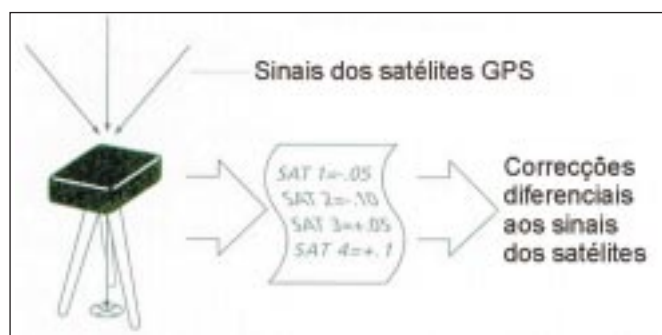 Sinais dos satélites GPS
SAT 1=-.05
SAT 2=-.10
SAT 3=+.05
SAT 4=+.1
Correcções
diferenciais
aos sinais
dos satélites